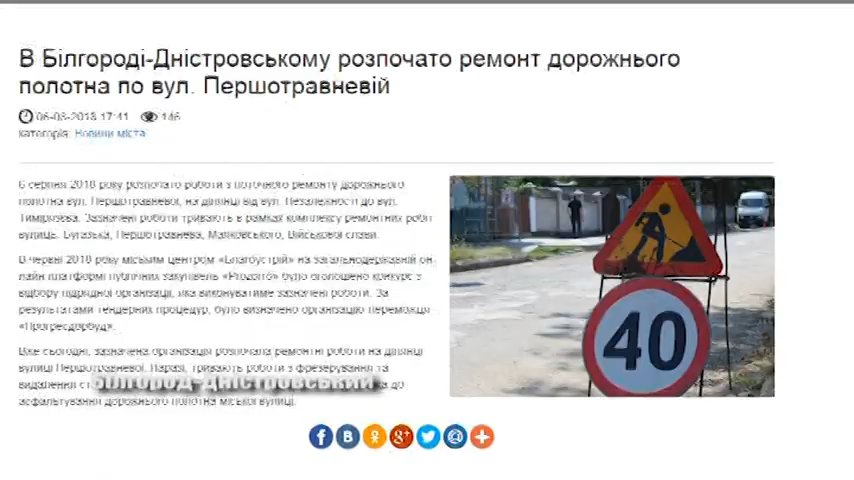 В Білгороді-Дністровському розпочато ремонт дорожнього
полотна по вул. Першотравневій
06-08-2018 17:41 146
категорія: Новини міста
6 серпня 2018 року розпочато роботи з поточного ремонту дорожнього
полотна вул. Першотравневої, на ділянці від вул. Незалежності до вул.
Тимірязєва. Зазначені роботи тривають в рамках комплексу ремонтних робіт
вулиць: Бугазька, Першотравнева, Маяковського, Військової слави.
В червні 2018 року міським центром «Благоустрій» на загальнодержавній он-
лайн платформі публічних закупівель «Prozorro» було оголошено конкурс з
відбору підрядної організації, яка виконуватиме зазначені роботи. За
результатами тендерних процедур, було визначено організацію переможця -
«Прогресдорбуд».
Вже сьогодні, зазначена організація розпочала ремонтні роботи на ділянці
вулиці Першотравневої. Наразі, тривають роботи з фрезерування та
видалення до
асфальтування дорожнього полотна міської вулиці.
Білгород-Дністровський
40